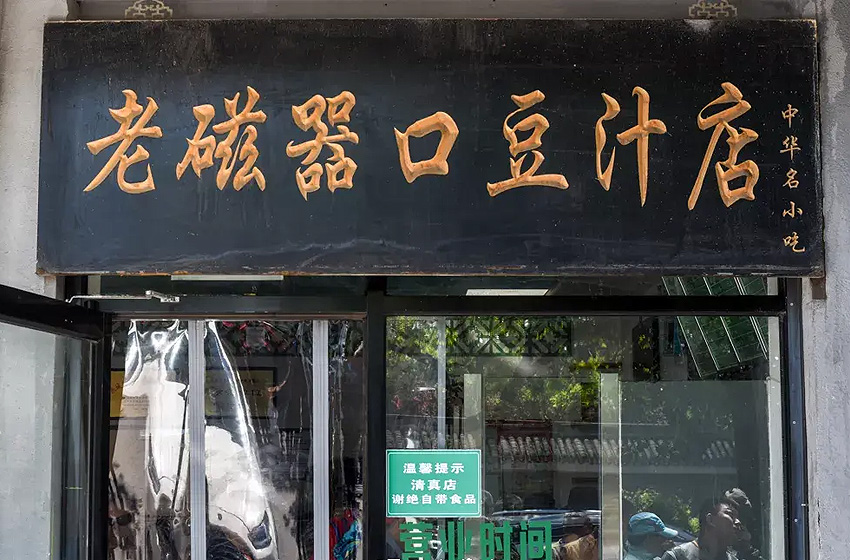 老磁器口豆汁店
中华名小吃
温馨提示
清真店
谢绝自带食品
营业时间